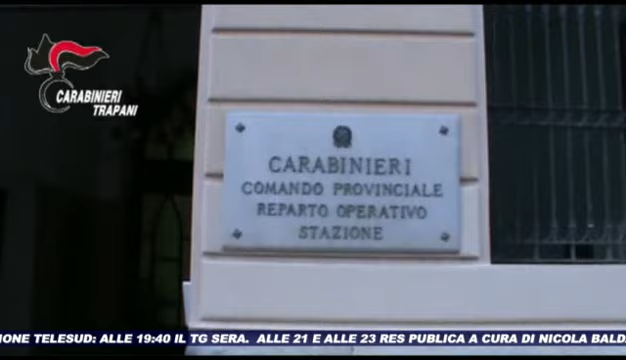 CARABINIERI
TRAPANI
CARABINIERI
COMANDO PROVINCIALE
REPARTO OPERATIVO
STAZIONE
IONE TELESUD: ALLE 19:40 IL TG SERA. ALLE 21 E ALLE 23 RES PUBLICA A CURA DI NICOLA BALD